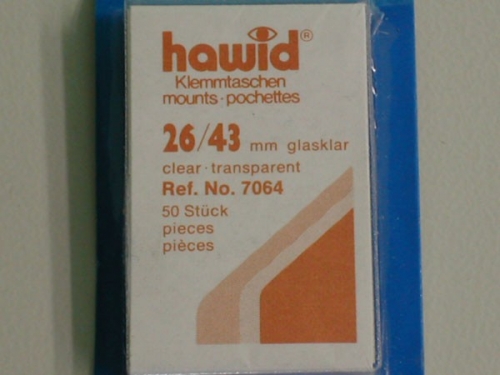 hawid®
Klemmtaschen
mounts·pochettes
26/43 mm glasklar
clear·transparent
Ref. No. 7064
50 Stück
pieces
pièces